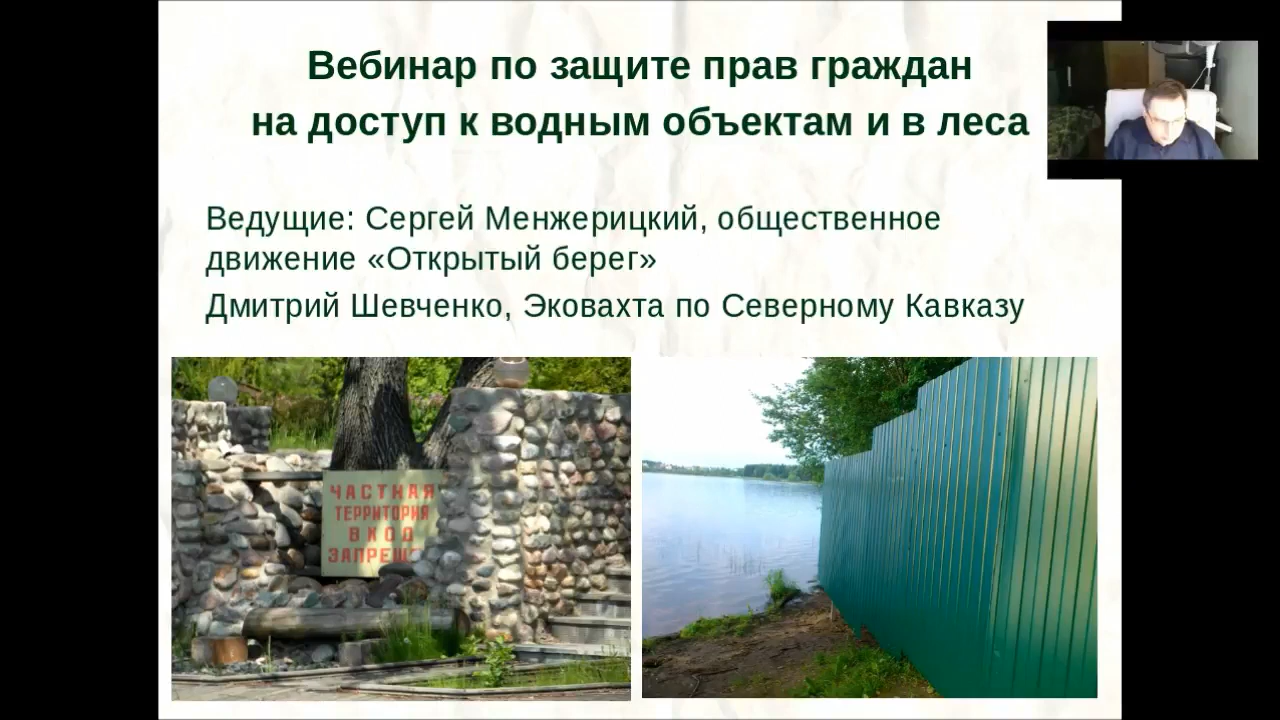 Вебинар по защите прав граждан
на доступ к водным объектам и в леса
Ведущие: Сергей Менжерицкий, общественное
движение «Открытый берег»
Дмитрий Шевченко, Эковахта по Северному Кавказу
ЧАСТНАЯ
ТЕРРИТОРИЯ
ВХОД